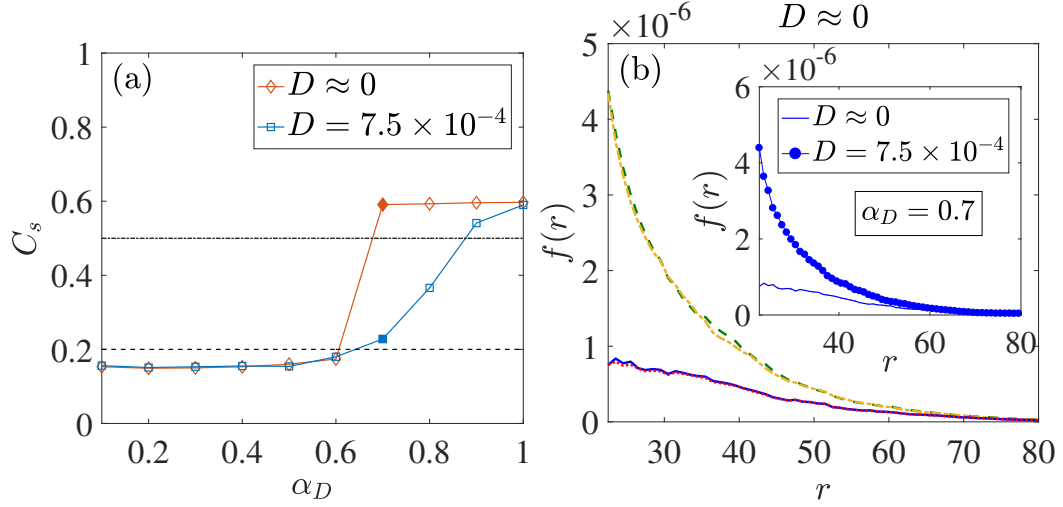 (a)
D ≈ 0
D = 7.5 × 10⁻⁴
1
0.8
0.6
0.4
0.2
0
C_s
0.2 0.4 0.6 0.8 1
α_D
D ≈ 0
×10⁻⁶
(b)
5
4
3
2
1
0
f(r)
30 40 50 60 70 80
r
×10⁻⁶
D ≈ 0
D = 7.5 × 10⁻⁴
α_D = 0.7
6
4
2
0
f(r)
40 60 80
r